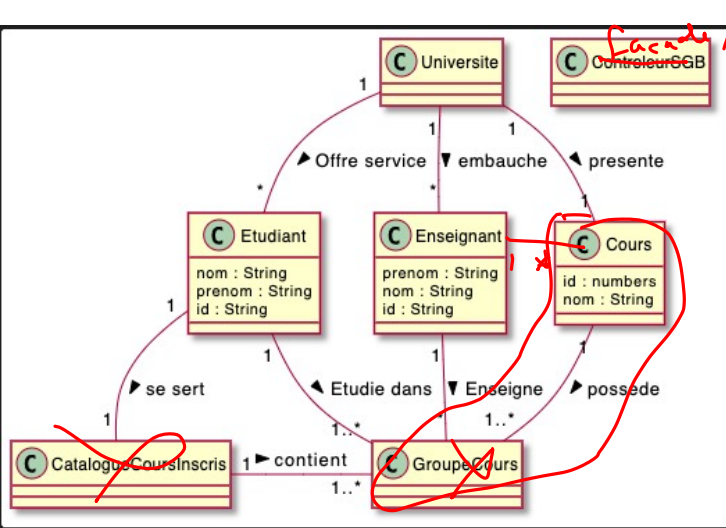 Facade
C Universite
C ControleurSGB
1
1
1
Offre service
embauche
presente
*
*
1
C Etudiant
C Enseignant
C Cours
nom : String
prenom : String
id : String
prenom : String
nom : String
id : String
id : numbers
nom : String
1 *
1
1
1
1
se sert
Etudie dans
Enseigne
possède
1
1..*
*
1..*
C CatalogueCoursInscris
1
contient
1..*
C GroupeCours